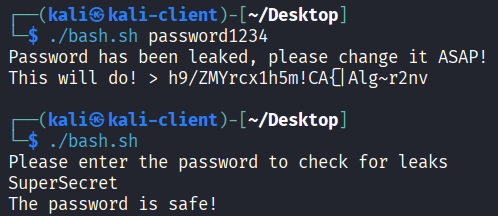 ┌──(kali㉿kali-client)-[~/Desktop]
└─$ ./bash.sh password1234
Password has been leaked, please change it ASAP!
This will do! > h9/ZMYrcx1h5m!CA{|Alg~r2nv
┌──(kali㉿kali-client)-[~/Desktop]
└─$ ./bash.sh
Please enter the password to check for leaks
SuperSecret
The password is safe!